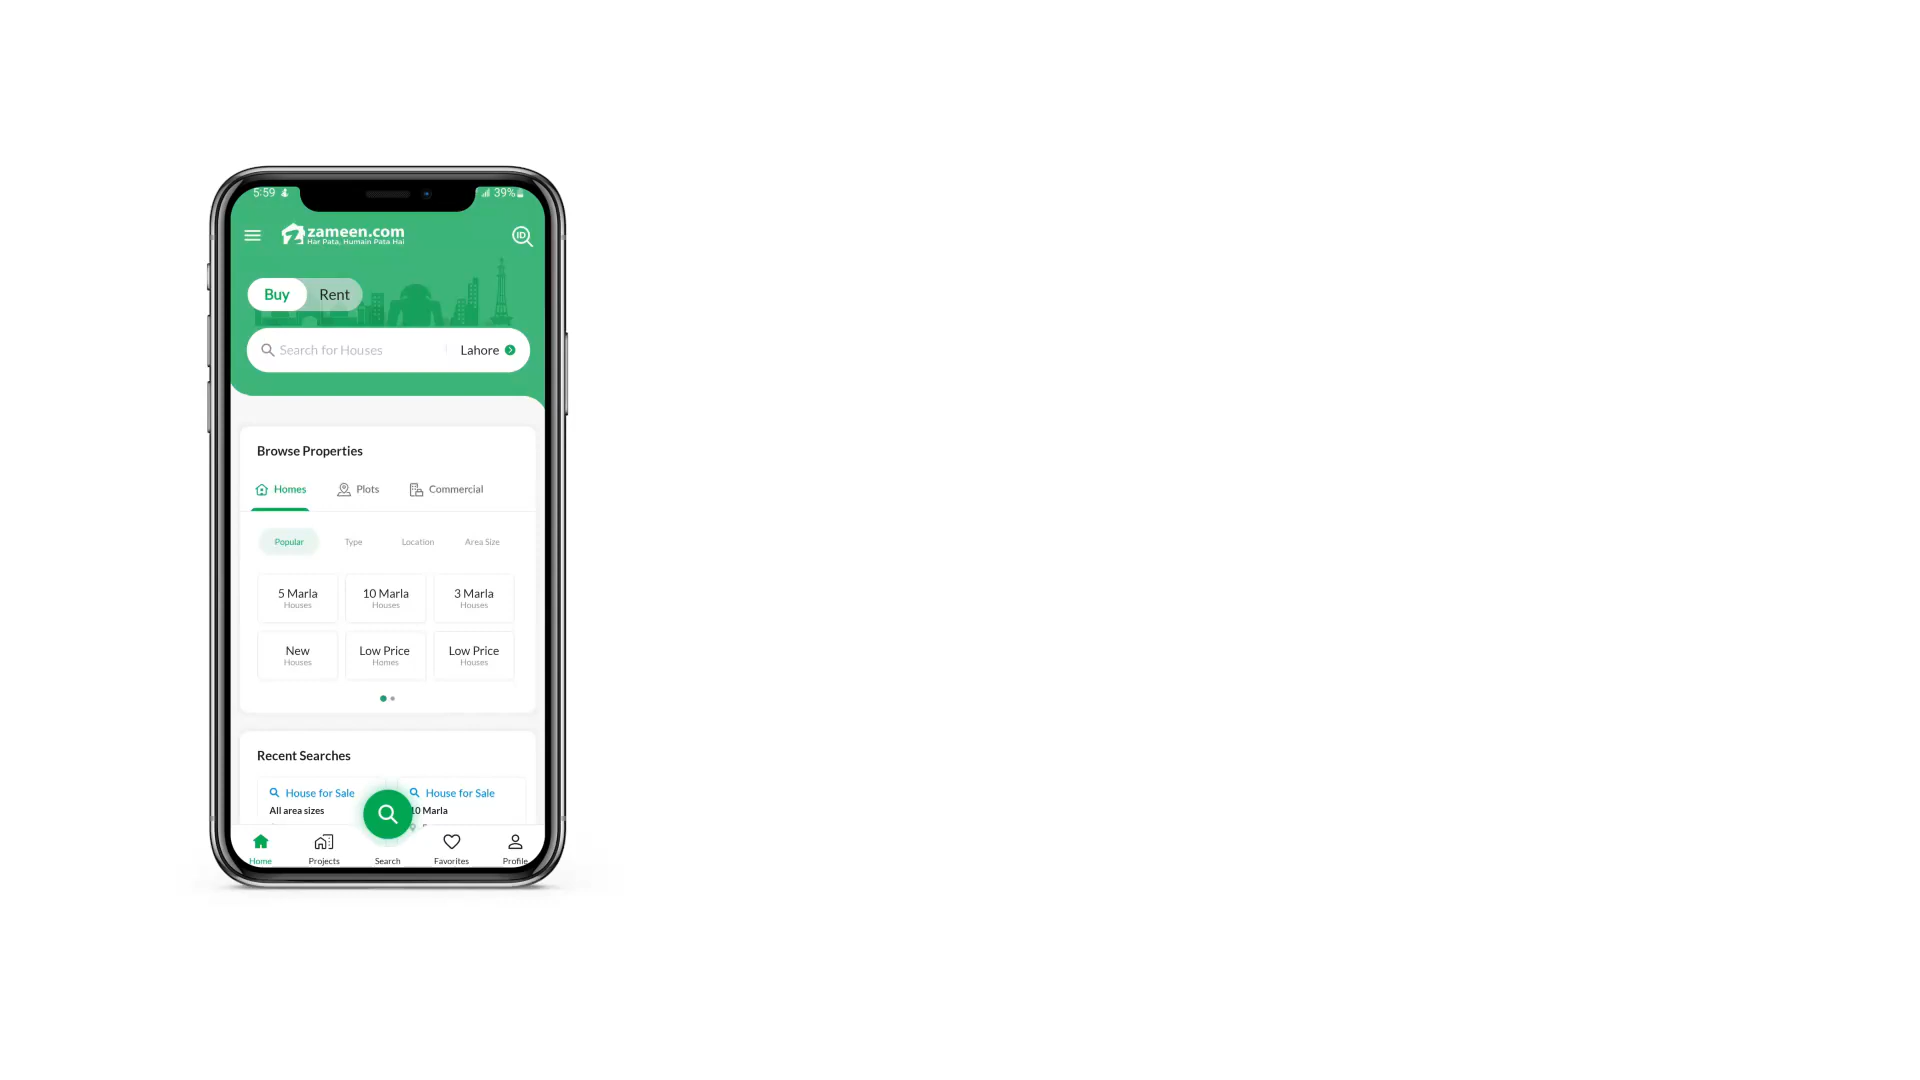 5:59
39%
zameen.com
Har Pata, Humain Pata Hai
ID
Buy Rent
Search for Houses Lahore
Browse Properties
Homes Plots Commercial
Popular Type Location Area Size
5 Marla 10 Marla 3 Marla
Houses Houses Houses
New Low Price Low Price
Houses Homes Houses
Recent Searches
House for Sale House for Sale
All area sizes 10 Marla
Home Projects Search Favorites Profile